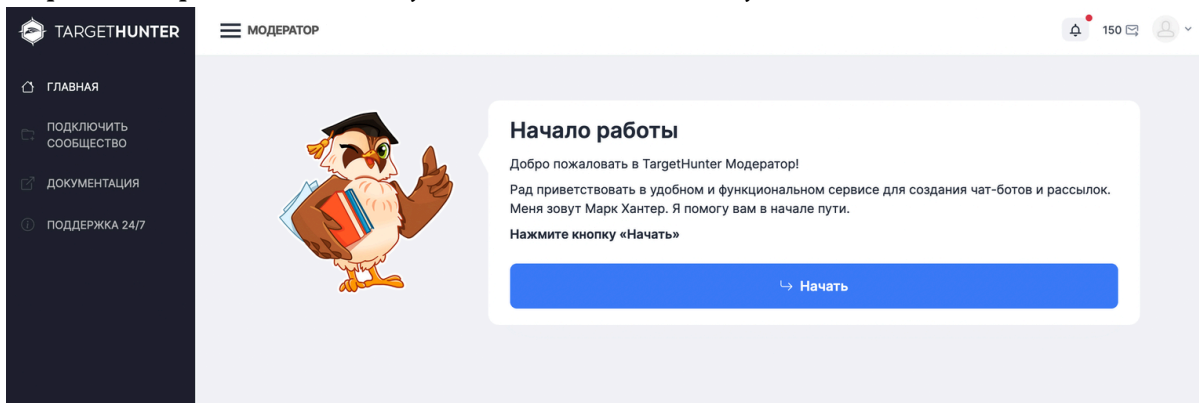 TARGETHUNTER
МОДЕРАТОР
150
ГЛАВНАЯ
ПОДКЛЮЧИТЬ
СООБЩЕСТВО
ДОКУМЕНТАЦИЯ
ПОДДЕРЖКА 24/7
Начало работы
Добро пожаловать в TargetHunter Модератор!
Рад приветствовать в удобном и функциональном сервисе для создания чат-ботов и рассылок.
Меня зовут Марк Хантер. Я помогу вам в начале пути.
Нажмите кнопку «Начать»
Начать